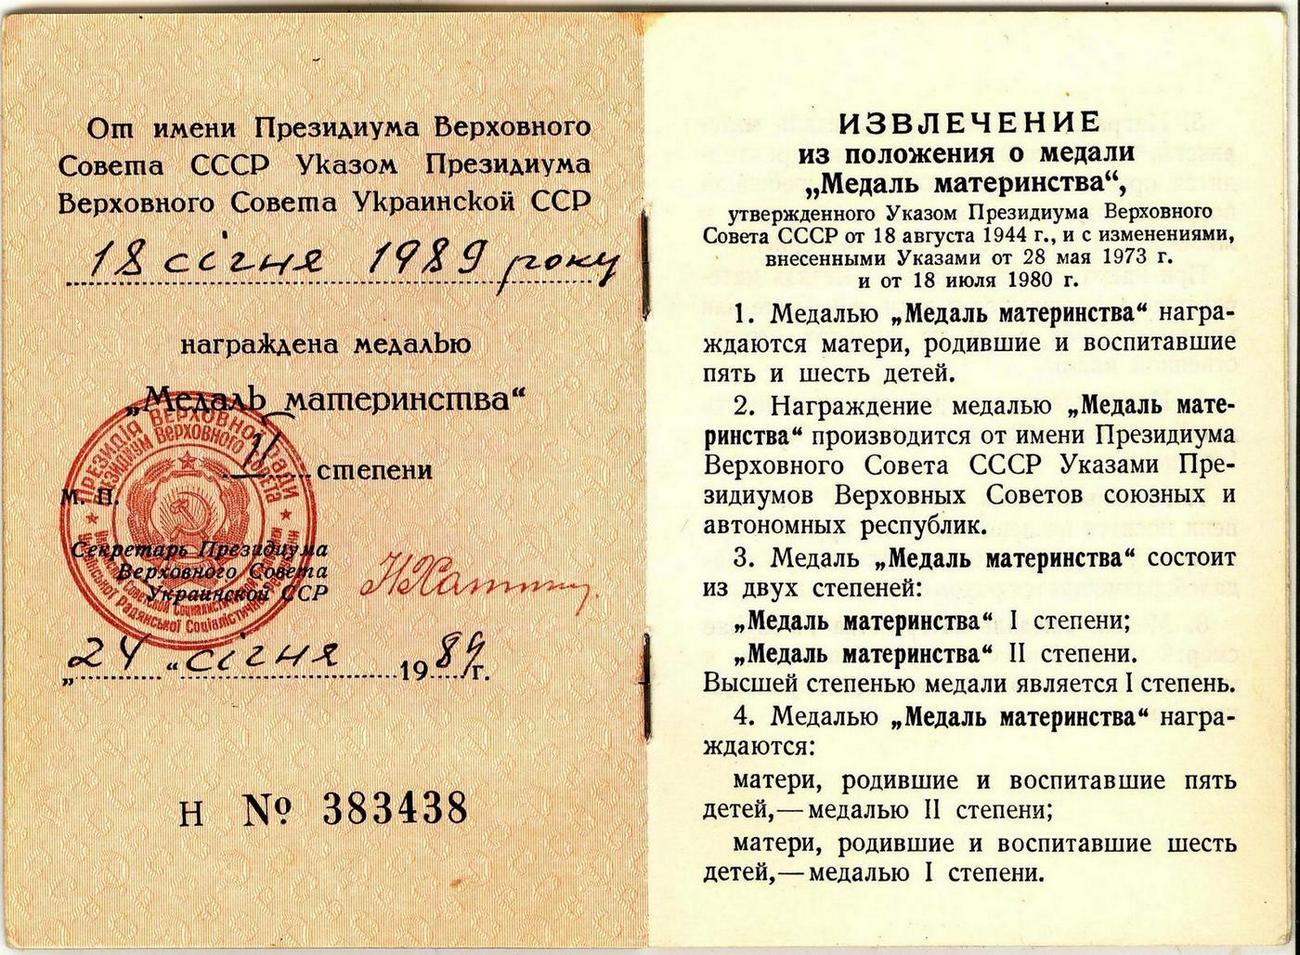 От имени Президиума Верховного
Совета СССР Указом Президиума
Верховного Совета Украинской ССР
18 січня 1989 року
награждена медалью
„Медаль материнства“
II степени
М. П.
Секретарь Президиума
Верховного Совета
Украинской ССР
„24“ січня 1989 г.
Н № 383438
ПРЕЗИДІЯ ВЕРХОВНОЇ РАДИ
ПРЕЗИДИУМ ВЕРХОВНОГО СОВЕТА
ИЗВЛЕЧЕНИЕ
из положения о медали
„Медаль материнства“,
утвержденного Указом Президиума Верховного
Совета СССР от 18 августа 1944 г., и с изменениями,
внесенными Указами от 28 мая 1973 г.
и от 18 июля 1980 г.
1. Медалью „Медаль материнства“ награ-
ждаются матери, родившие и воспитавшие
пять и шесть детей.
2. Награждение медалью „Медаль мате-
ринства“ производится от имени Президиума
Верховного Совета СССР Указами Пре-
зидиумов Верховных Советов союзных и
автономных республик.
3. Медаль „Медаль материнства“ состоит
из двух степеней:
„Медаль материнства“ I степени;
„Медаль материнства“ II степени.
Высшей степенью медали является I степень.
4. Медалью „Медаль материнства“ награ-
ждаются:
матери, родившие и воспитавшие пять
детей,— медалью II степени;
матери, родившие и воспитавшие шесть
детей,— медалью I степени.